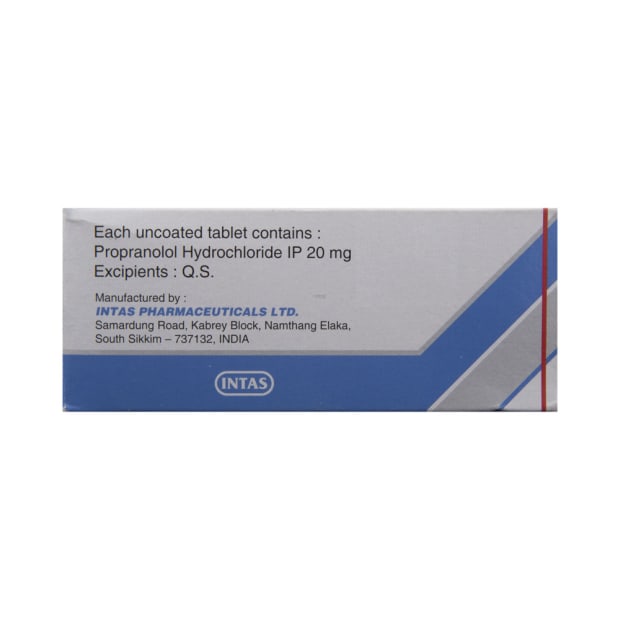 Each uncoated tablet contains :
Propranolol Hydrochloride IP 20 mg
Excipients : Q.S.
Manufactured by :
INTAS PHARMACEUTICALS LTD.
Samardung Road, Kabrey Block, Namthang Elaka,
South Sikkim – 737132, INDIA
INTAS